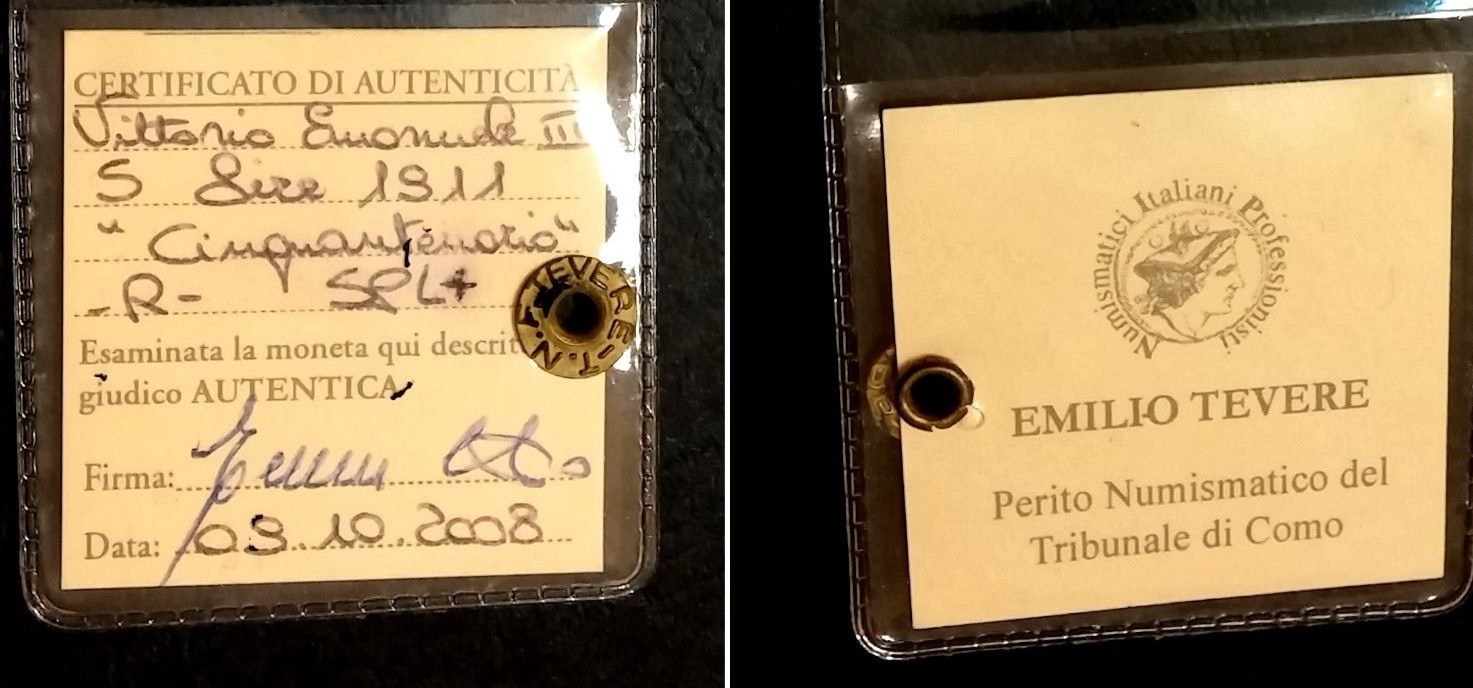 CERTIFICATO DI AUTENTICITÀ
Vittorio Emanuele III
5 Lire 1911
"Cinquantenario"
-R- SPL+
Esaminata la moneta qui descrit
giudico AUTENTICA
Firma:
Data: 09.10.2008
TEVERE-T.N.
Numismatici Italiani Professionisti
EMILIO TEVERE
Perito Numismatico del
Tribunale di Como